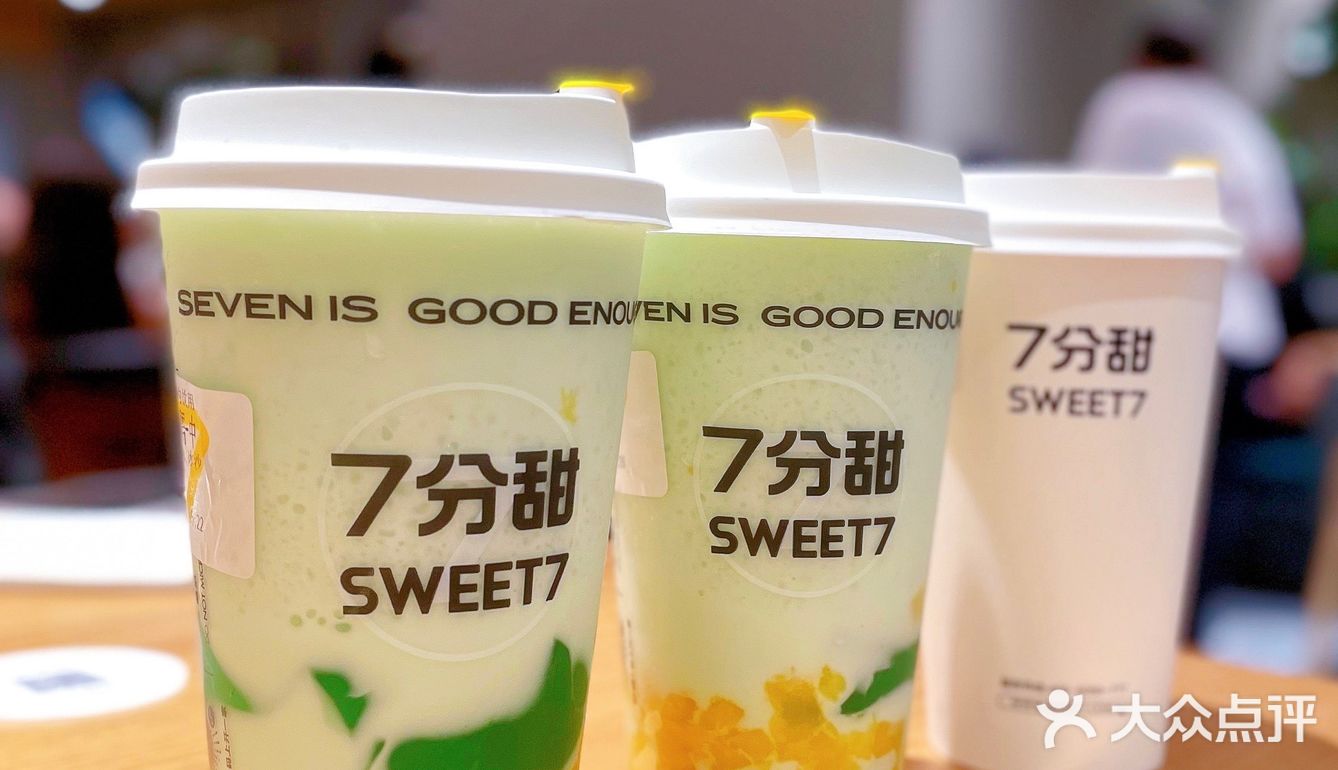 SEVEN IS GOOD ENOU
7分甜
SWEET7
VEN IS GOOD ENOU
7分甜
SWEET7
7分甜
SWEET7
大众点评